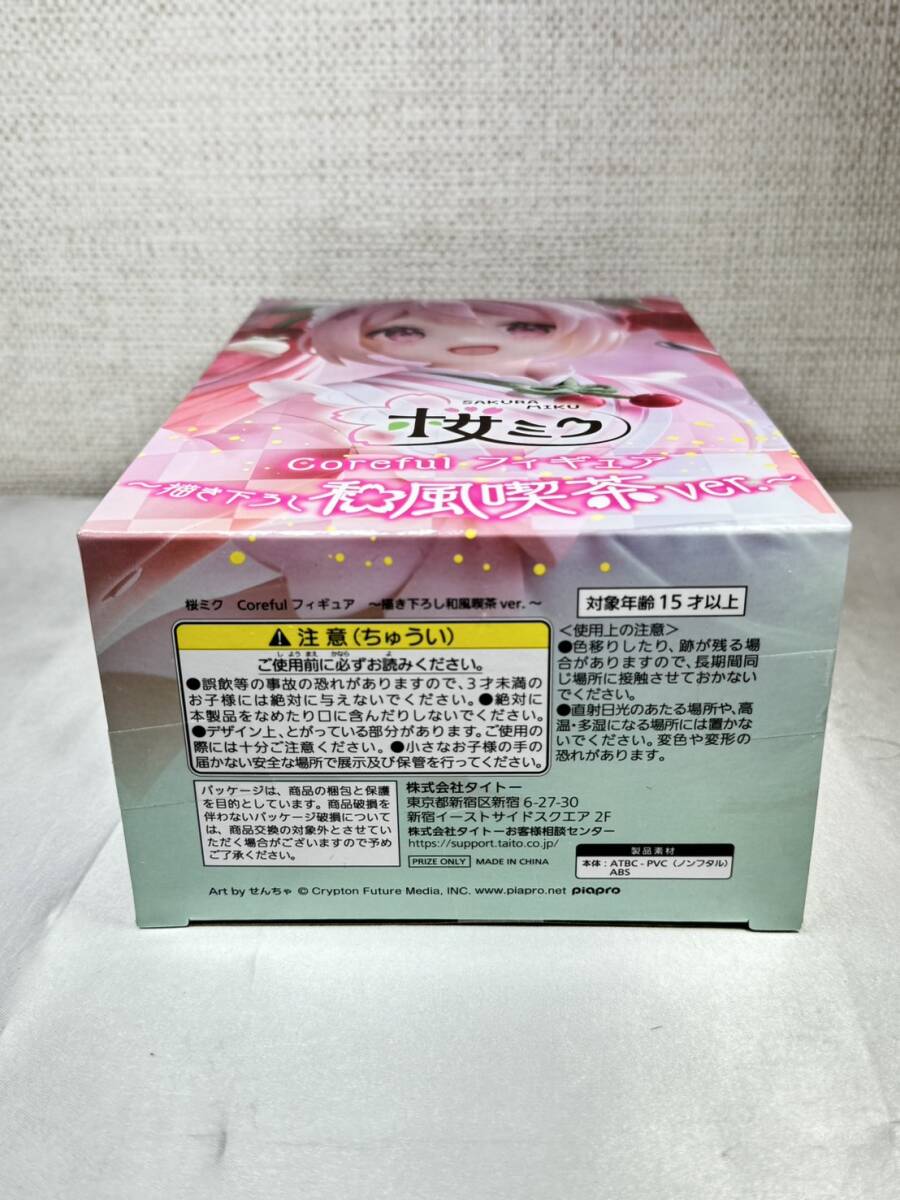 SAKURA MIKU
桜ミク
Coreful フィギュア
～描き下ろし和風喫茶ver.～
桜ミク Coreful フィギュア ～描き下ろし和風喫茶 ver.～
対象年齢 15 才以上
注 意 (ちゅうい)
しようまえ かなら よ
ご使用前に必ずお読みください。
●誤飲等の事故の恐れがありますので、3才未満の
お子様には絶対に与えないでください。●絶対に
本製品をなめたり口に含んだりしないでください。
●デザイン上、とがっている部分があります。ご使用の
際には十分ご注意ください。●小さなお子様の手の
届かない安全な場所で展示及び保管を行ってください。
＜使用上の注意＞
●色移りしたり、跡が残る場
合がありますので、長期間同
じ場所に接触させておかない
でください。
●直射日光のあたる場所や、高
温・多湿になる場所には置かな
いでください。変色や変形の
恐れがあります。
パッケージは、商品の梱包と保護
を目的としています。商品破損を
伴わないパッケージ破損について
は、商品交換の対象外とさせてい
ただく場合がございますので予め
ご了承ください。
株式会社タイトー
東京都新宿区新宿 6-27-30
新宿イーストサイドスクエア 2F
株式会社タイトーお客様相談センター
https://support.taito.co.jp/
PRIZE ONLY MADE IN CHINA
製品素材
本体：ATBC - PVC (ノンフタル)
ABS
Art by せんちゃ © Crypton Future Media, INC. www.piapro.net piapro